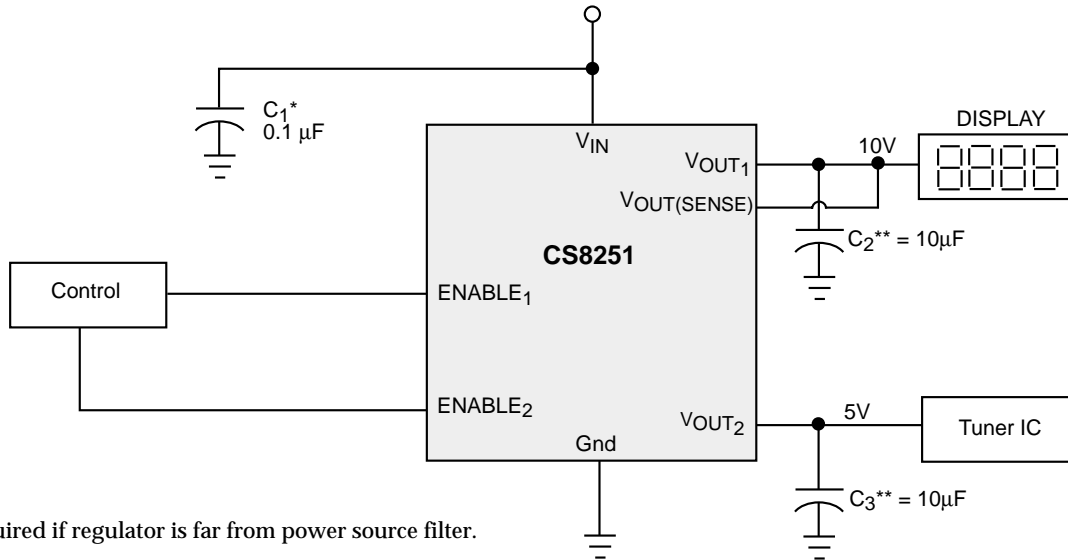 C1*
0.1 µF
VIN
DISPLAY
VOUT1
10V
8888
VOUT(SENSE)
C2** = 10µF
CS8251
Control
ENABLE1
ENABLE2
VOUT2
5V
Tuner IC
Gnd
C3** = 10µF
uired if regulator is far from power source filter.